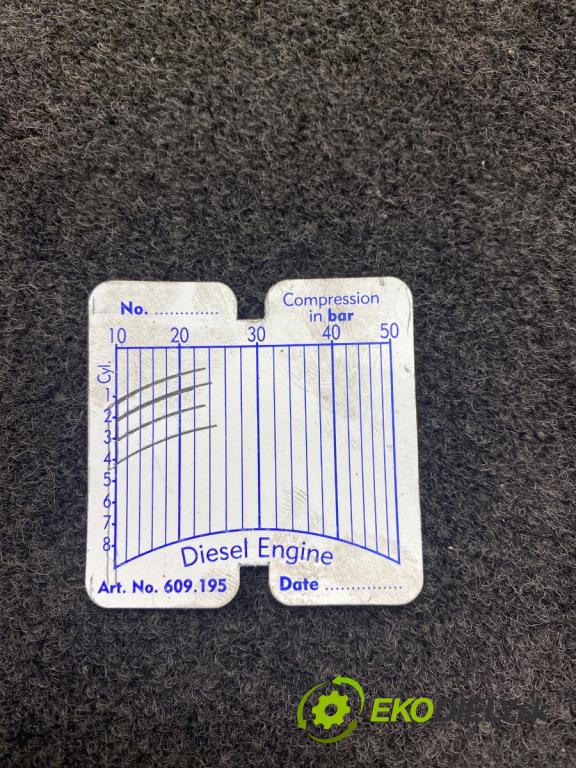 No. ..............
Compression
in bar
10 20 30 40 50
Cyl.
1
2
3
4
5
6
7
8
Diesel Engine
Art. No. 609.195
Date ...............